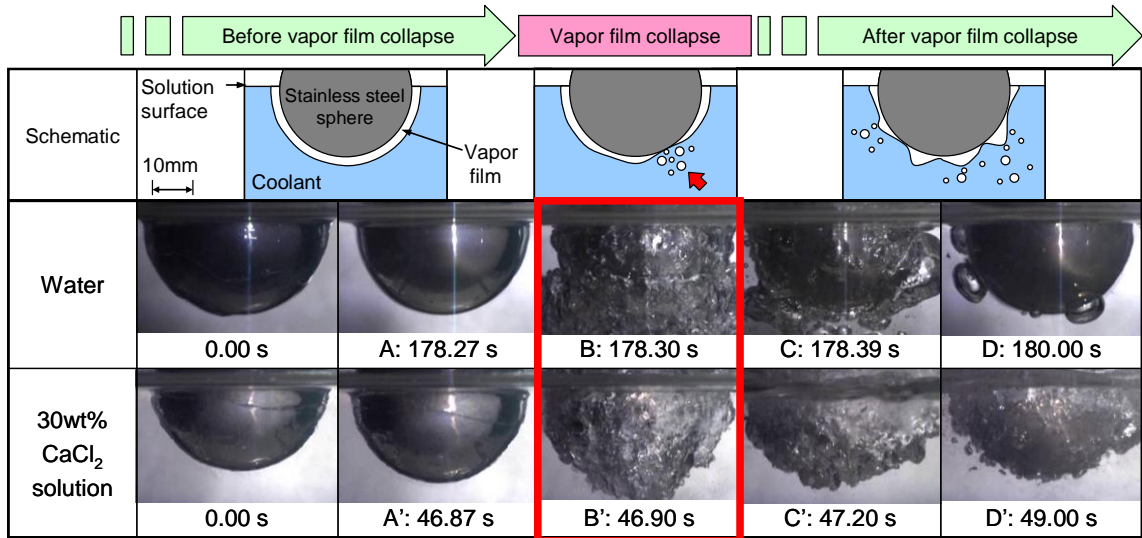 Before vapor film collapse
Vapor film collapse
After vapor film collapse
Schematic
10mm
Solution
surface
Stainless steel
sphere
Vapor
film
Coolant
Water
0.00 s
A: 178.27 s
B: 178.30 s
C: 178.39 s
D: 180.00 s
30wt%
CaCl₂
solution
0.00 s
A': 46.87 s
B': 46.90 s
C': 47.20 s
D': 49.00 s